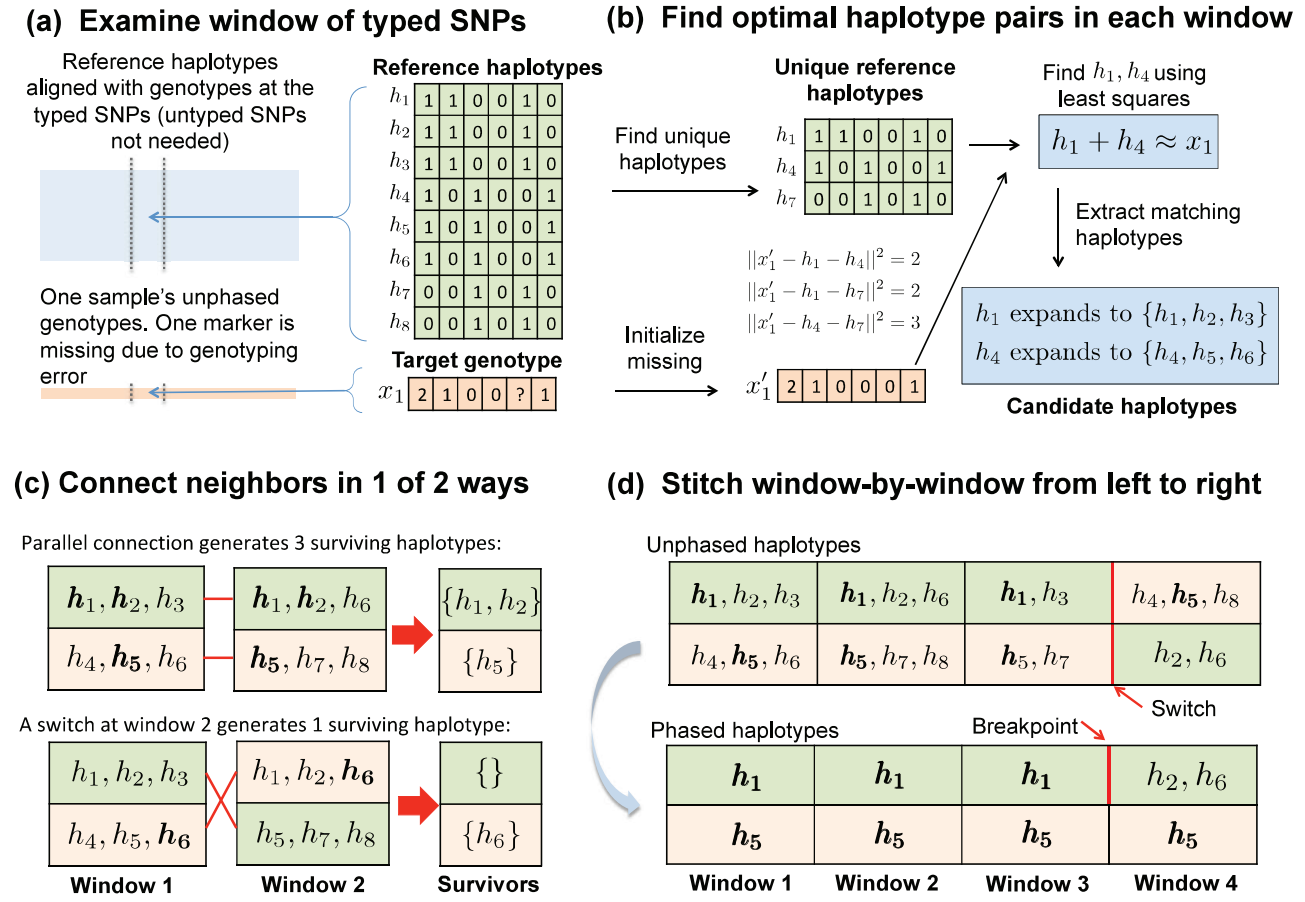 (a) Examine window of typed SNPs
Reference haplotypes
aligned with genotypes at the
typed SNPs (untyped SNPs
not needed)
One sample's unphased
genotypes. One marker is
missing due to genotyping
error
Reference haplotypes
h₁ 1 1 0 0 1 0
h₂ 1 1 0 0 1 0
h₃ 1 1 0 0 1 0
h₄ 1 0 1 0 0 1
h₅ 1 0 1 0 0 1
h₆ 1 0 1 0 0 1
h₇ 0 0 1 0 1 0
h₈ 0 0 1 0 1 0
Target genotype
x₁ 2 1 0 0 ? 1
(b) Find optimal haplotype pairs in each window
Find unique
haplotypes
Unique reference
haplotypes
h₁ 1 1 0 0 1 0
h₄ 1 0 1 0 0 1
h₇ 0 0 1 0 1 0
Find h₁, h₄ using
least squares
h₁ + h₄ ≈ x₁
Extract matching
haplotypes
||x′₁ − h₁ − h₄||² = 2
||x′₁ − h₁ − h₇||² = 2
||x′₁ − h₄ − h₇||² = 3
Initialize
missing
x′₁ 2 1 0 0 0 1
h₁ expands to {h₁, h₂, h₃}
h₄ expands to {h₄, h₅, h₆}
Candidate haplotypes
(c) Connect neighbors in 1 of 2 ways
Parallel connection generates 3 surviving haplotypes:
h₁, h₂, h₃ h₁, h₂, h₆ {h₁, h₂}
h₄, h₅, h₆ h₅, h₇, h₈ {h₅}
A switch at window 2 generates 1 surviving haplotype:
h₁, h₂, h₃ h₁, h₂, h₆ {}
h₄, h₅, h₆ h₅, h₇, h₈ {h₆}
Window 1 Window 2 Survivors
(d) Stitch window-by-window from left to right
Unphased haplotypes
h₁, h₂, h₃ h₁, h₂, h₆ h₁, h₃ h₄, h₅, h₈
h₄, h₅, h₆ h₅, h₇, h₈ h₅, h₇ h₂, h₆
Switch
Breakpoint
Phased haplotypes
h₁ h₁ h₁ h₂, h₆
h₅ h₅ h₅ h₅
Window 1 Window 2 Window 3 Window 4